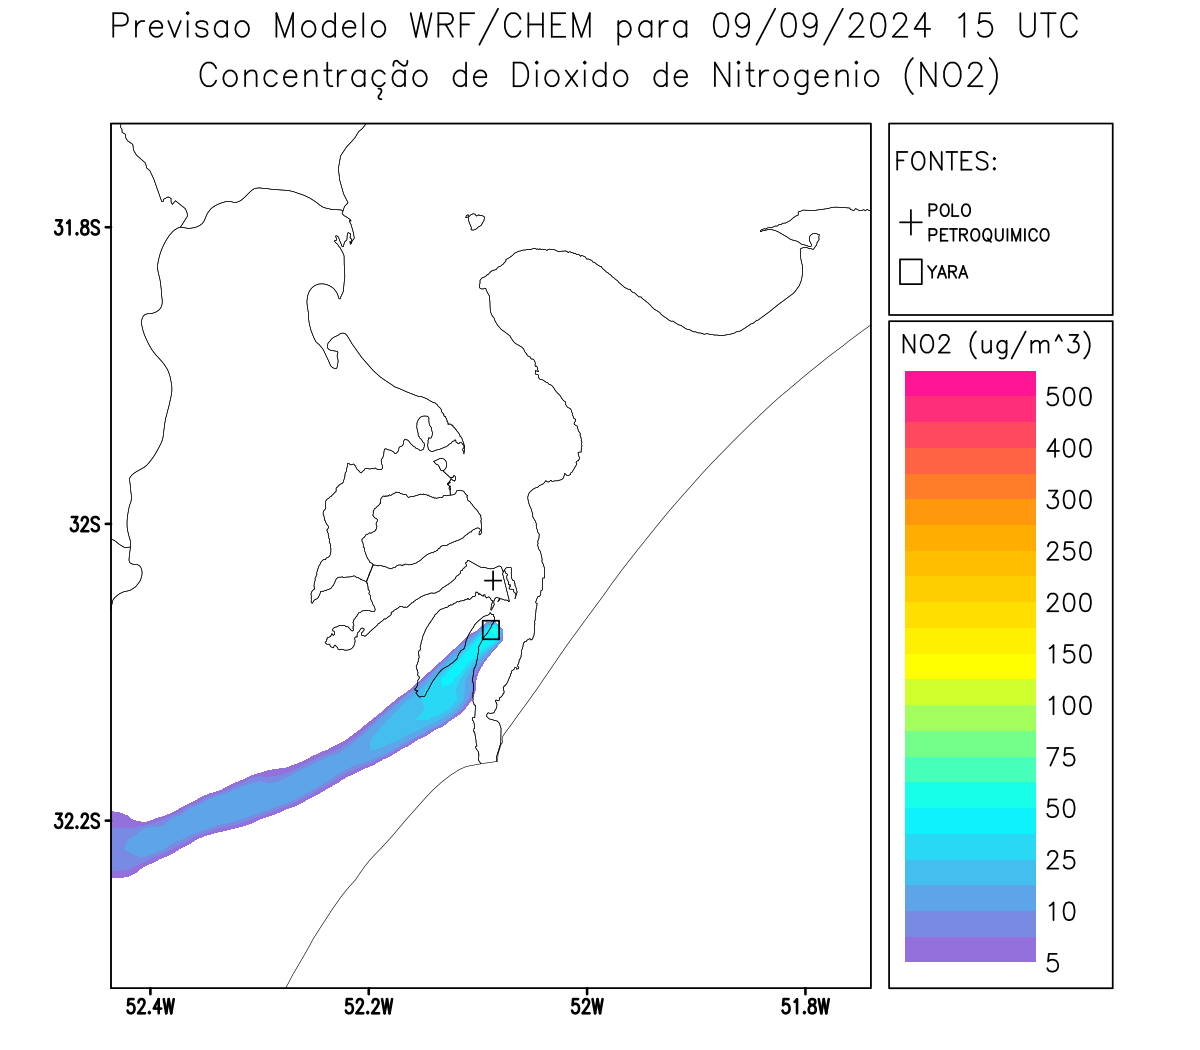 Previsao Modelo WRF/CHEM para 09/09/2024 15 UTC
Concentração de Dioxido de Nitrogenio (NO2)
FONTES:
POLO
PETROQUIMICO
YARA
NO2 (ug/m^3)
500
400
300
250
200
150
100
75
50
25
10
5
31.8S
32S
32.2S
52.4W
52.2W
52W
51.8W